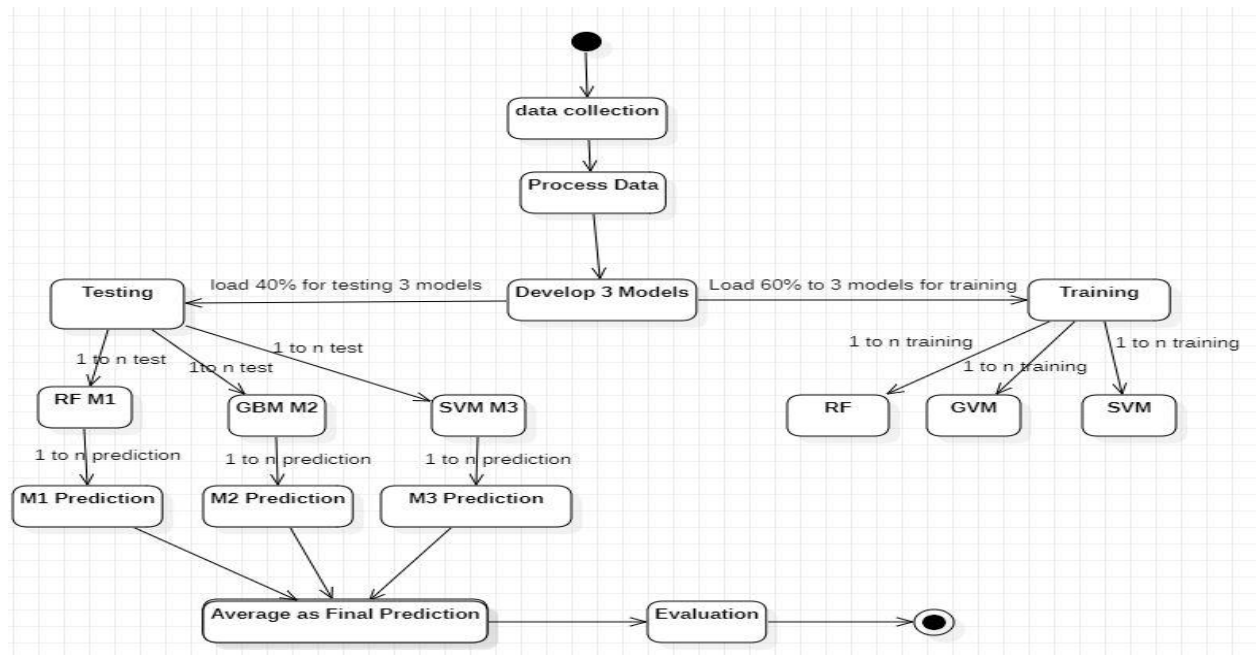 data collection
Process Data
Testing
load 40% for testing 3 models
Develop 3 Models
Load 60% to 3 models for training
Training
1 to n test
1to n test
1 to n test
1 to n training
1 to n training
1 to n training
RF M1
GBM M2
SVM M3
RF
GVM
SVM
1 to n prediction
1 to n prediction
1 to n prediction
M1 Prediction
M2 Prediction
M3 Prediction
Average as Final Prediction
Evaluation